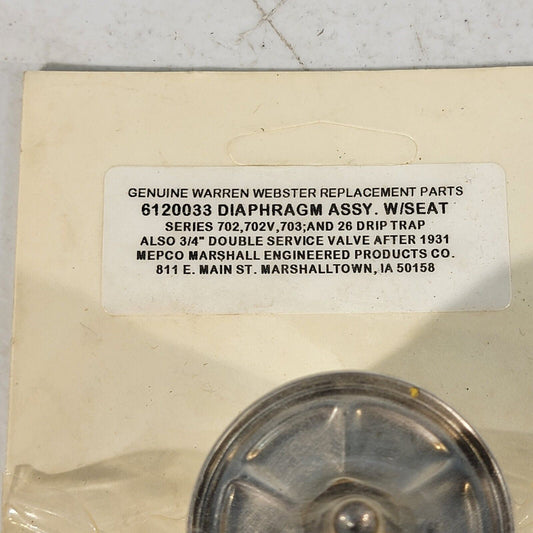 GENUINE WARREN WEBSTER REPLACEMENT PARTS
6120033 DIAPHRAGM ASSY. W/SEAT
SERIES 702,702V,703;AND 26 DRIP TRAP
ALSO 3/4" DOUBLE SERVICE VALVE AFTER 1931
MEPCO MARSHALL ENGINEERED PRODUCTS CO.
811 E. MAIN ST. MARSHALLTOWN, IA 50158